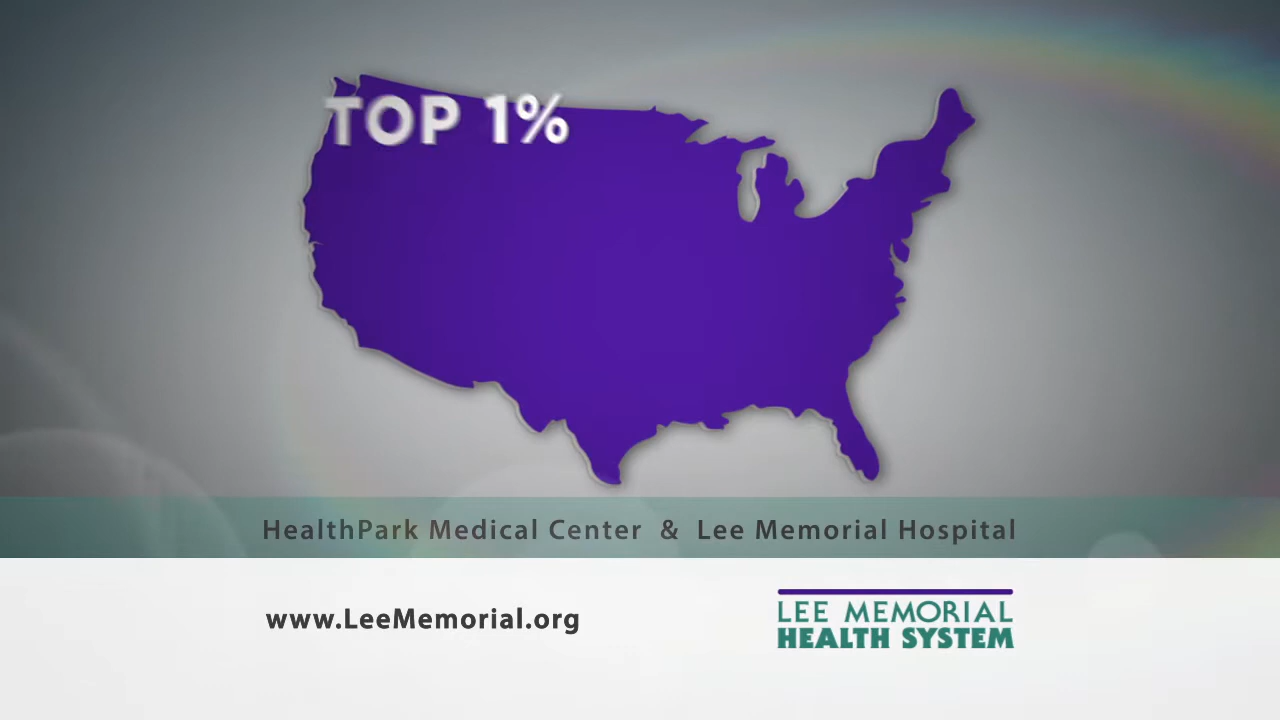 TOP 1%
HealthPark Medical Center & Lee Memorial Hospital
www.LeeMemorial.org
LEE MEMORIAL
HEALTH SYSTEM